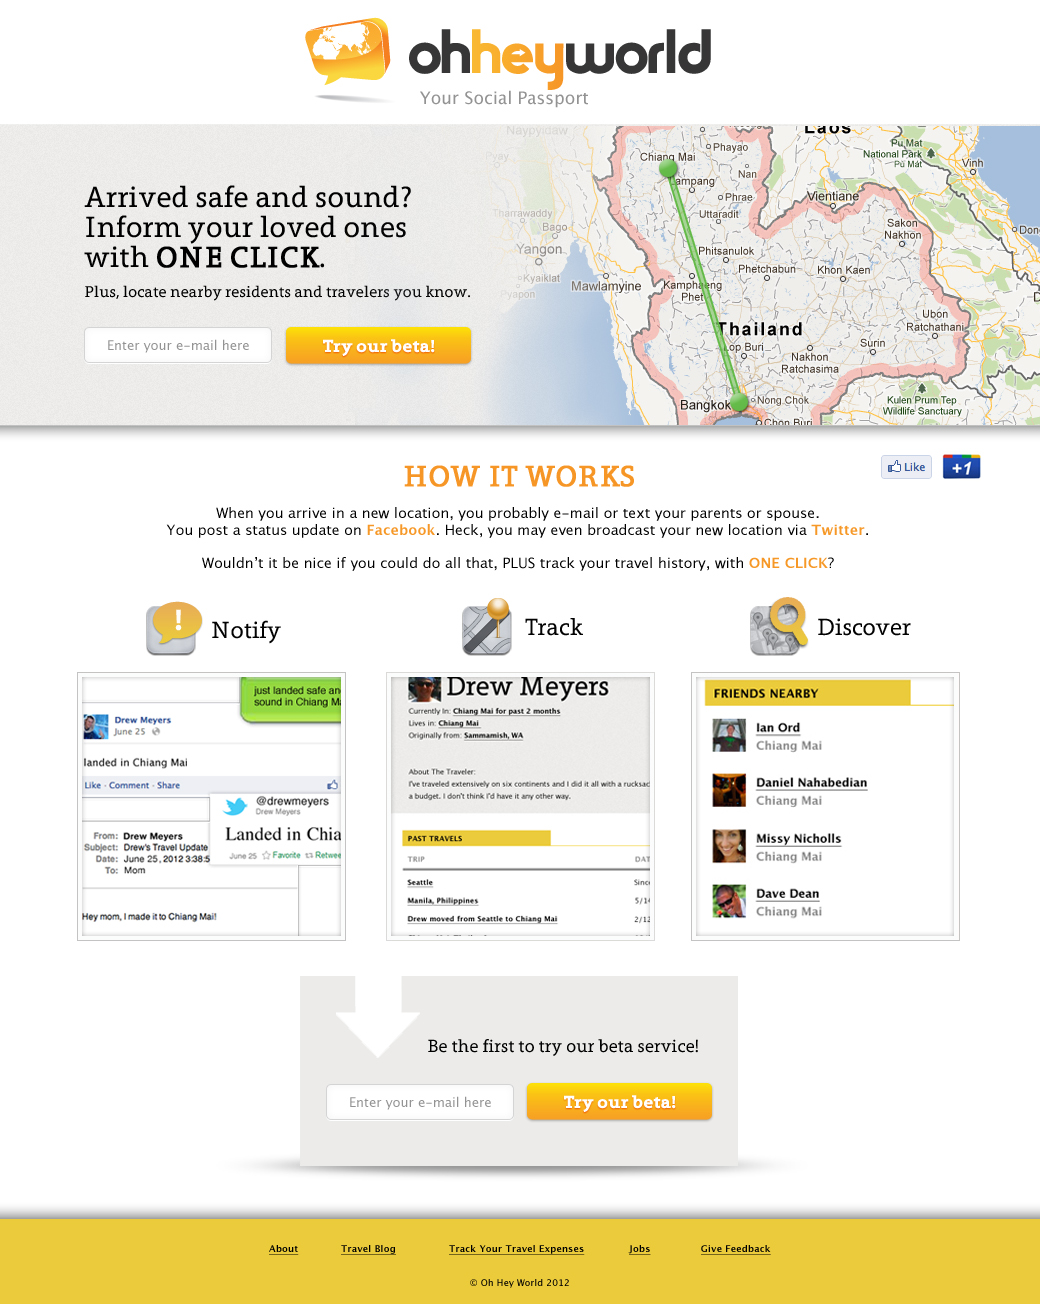 ohheyworld
Your Social Passport
Arrived safe and sound?
Inform your loved ones
with ONE CLICK.
Plus, locate nearby residents and travelers you know.
Enter your e-mail here
Try our beta!
Naypyidaw
Laos
Chiang Mai
Phayao
Nan
Lampang
Phrae
Uttaradit
Pu Mat
National Park
Pu Mát
Vinh
Vientiane
Tharrawaddy
Bago
Yangon
Kyaiklat
Mawlamyine
Phitsanulok
Phetchabun
Khon Kaen
Sakon
Nakhon
Kamphaeng
Phet
Thailand
Lop Buri
Nakhon
Ratchasima
Surin
Ubon
Ratchathani
Bangkok
Nong Chok
Chon Buri
Kulen Prum Tep
Wildlife Sanctuary
HOW IT WORKS
Like
+1
When you arrive in a new location, you probably e-mail or text your parents or spouse.
You post a status update on Facebook. Heck, you may even broadcast your new location via Twitter.
Wouldn't it be nice if you could do all that, PLUS track your travel history, with ONE CLICK?
Notify
Track
Discover
just landed safe an
sound in Chiang Ma
Drew Meyers
June 25
landed in Chiang Mai
Like · Comment · Share
@drewmeyers
Drew Meyers
Landed in Chia
June 25 Favorite Retwee
From: Drew Meyers
Subject: Drew's Travel Update
Date: June 25, 2012 3:38:5
To: Mom
Hey mom, I made it to Chiang Mai!
Drew Meyers
Currently In: Chiang Mai for past 2 months
Lives in: Chiang Mai
Originally from: Sammamish, WA
About The Traveler:
I've traveled extensively on six continents and I did it all with a rucksac
a budget. I don't think I'd have it any other way.
PAST TRAVELS
TRIP DAT
Seattle Sinc
Manila, Philippines 5/14
Drew moved from Seattle to Chiang Mai 2/12
FRIENDS NEARBY
Ian Ord
Chiang Mai
Daniel Nahabedian
Chiang Mai
Missy Nicholls
Chiang Mai
Dave Dean
Chiang Mai
Be the first to try our beta service!
Enter your e-mail here
Try our beta!
About Travel Blog Track Your Travel Expenses Jobs Give Feedback
© Oh Hey World 2012